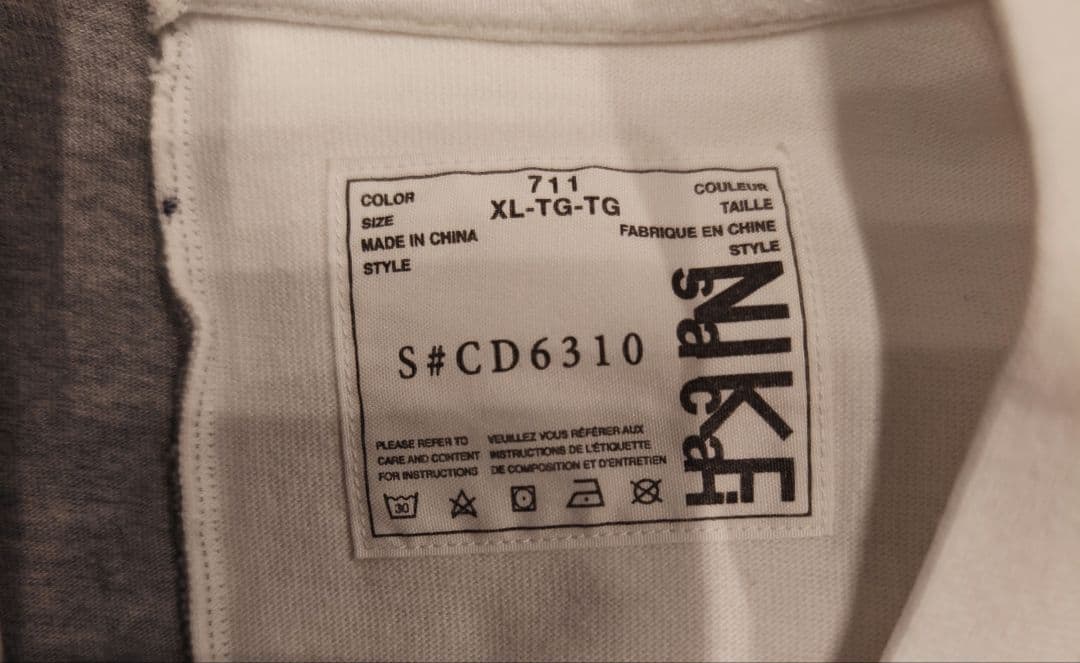 COLOR 711 COULEUR
SIZE XL-TG-TG TAILLE
MADE IN CHINA FABRIQUE EN CHINE
STYLE STYLE
S#CD6310
NIKE
sacai
PLEASE REFER TO
CARE AND CONTENT
FOR INSTRUCTIONS
VEUILLEZ VOUS RÉFÉRER AUX
INSTRUCTIONS DE L'ÉTIQUETTE
DE COMPOSITION ET D'ENTRETIEN
30